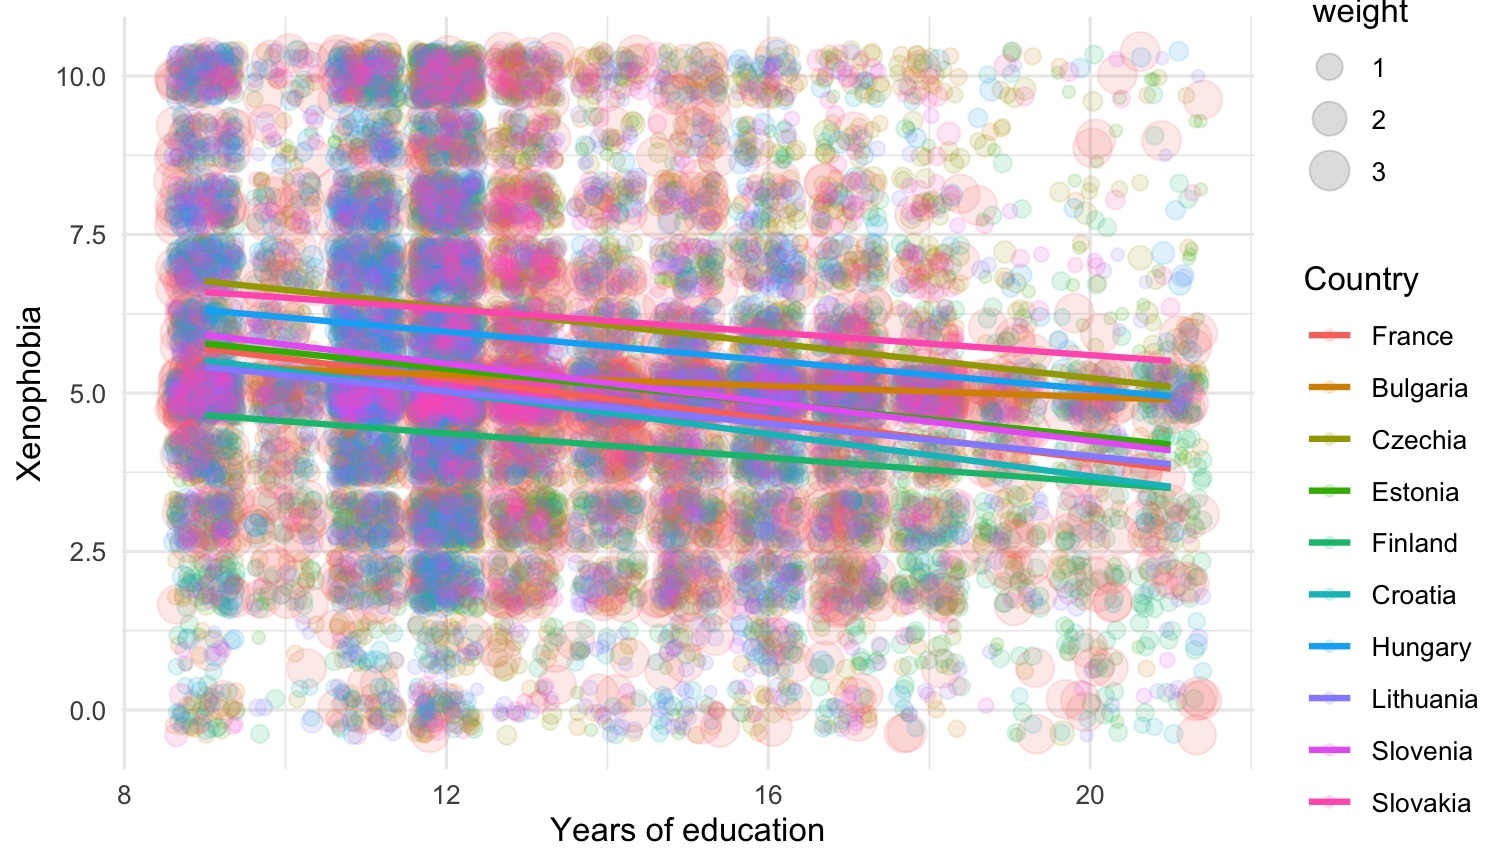 weight
1
2
3
Country
France
Bulgaria
Czechia
Estonia
Finland
Croatia
Hungary
Lithuania
Slovenia
Slovakia
Xenophobia
10.0
7.5
5.0
2.5
0.0
8 12 16 20
Years of education